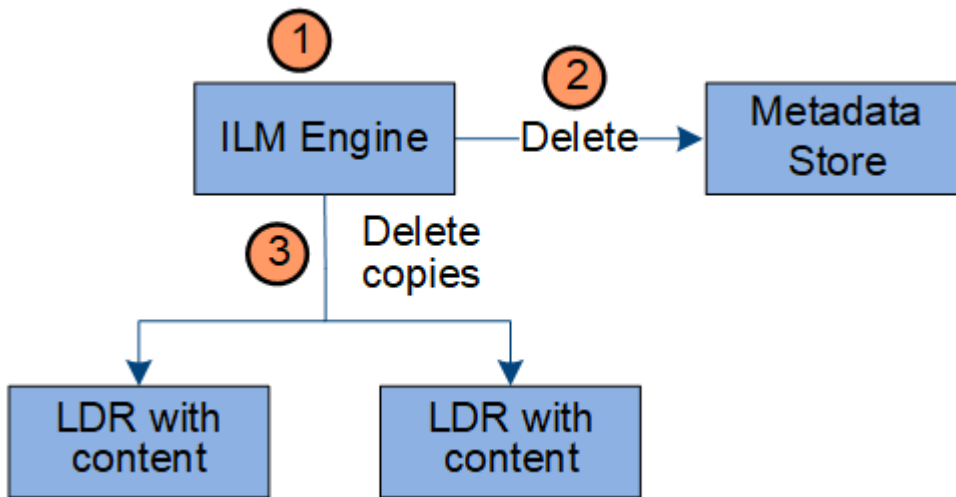 1
2
ILM Engine
Delete
Metadata
Store
3
Delete
copies
LDR with
content
LDR with
content